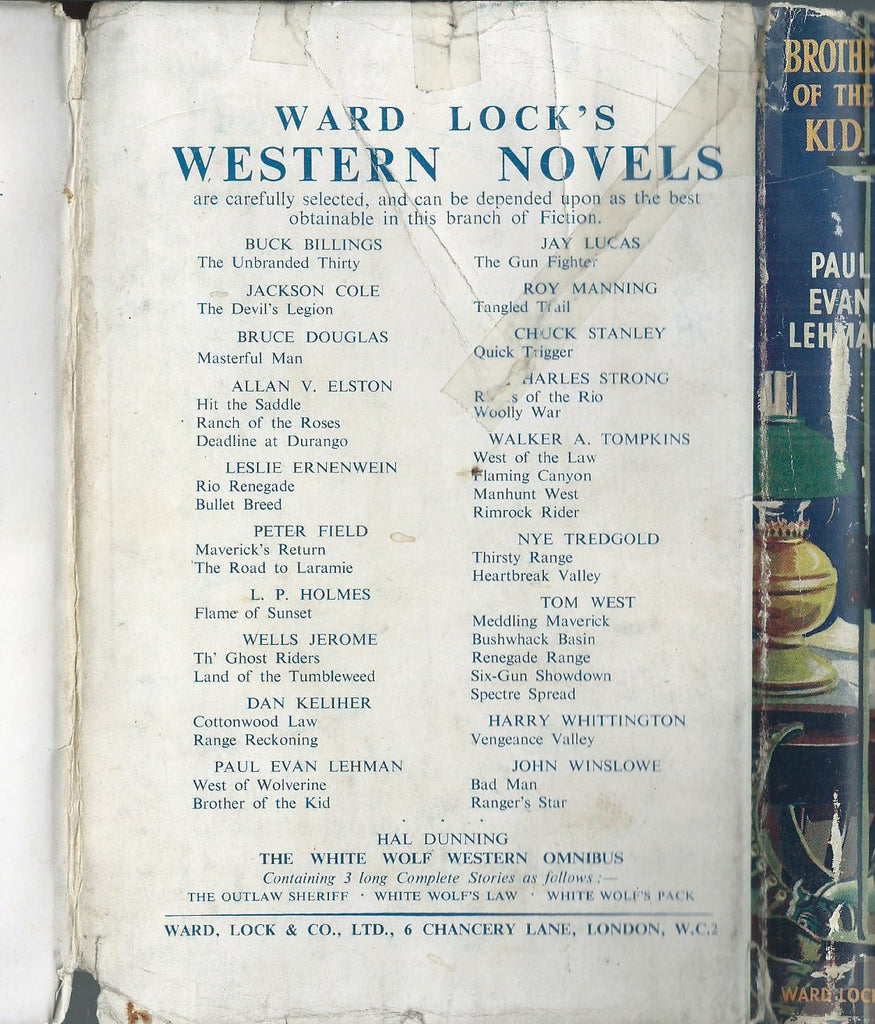 WARD LOCK'S
WESTERN NOVELS
are carefully selected, and can be depended upon as the best
obtainable in this branch of Fiction.
BUCK BILLINGS
The Unbranded Thirty
JACKSON COLE
The Devil's Legion
BRUCE DOUGLAS
Masterful Man
ALLAN V. ELSTON
Hit the Saddle
Ranch of the Roses
Deadline at Durango
LESLIE ERNENWEIN
Rio Renegade
Bullet Breed
PETER FIELD
Maverick's Return
The Road to Laramie
L. P. HOLMES
Flame of Sunset
WELLS JEROME
Th' Ghost Riders
Land of the Tumbleweed
DAN KELIHER
Cottonwood Law
Range Reckoning
PAUL EVAN LEHMAN
West of Wolverine
Brother of the Kid
JAY LUCAS
The Gun Fighter
ROY MANNING
Tangled Trail
CHUCK STANLEY
Quick Trigger
HARLES STRONG
of the Rio
Woolly War
WALKER A. TOMPKINS
West of the Law
Flaming Canyon
Manhunt West
Rimrock Rider
NYE TREDGOLD
Thirsty Range
Heartbreak Valley
TOM WEST
Meddling Maverick
Bushwhack Basin
Renegade Range
Six-Gun Showdown
Spectre Spread
HARRY WHITTINGTON
Vengeance Valley
JOHN WINSLOWE
Bad Man
Ranger's Star
HAL DUNNING
THE WHITE WOLF WESTERN OMNIBUS
Containing 3 long Complete Stories as follows:—
THE OUTLAW SHERIFF · WHITE WOLF'S LAW · WHITE WOLF'S PACK
WARD, LOCK & CO., LTD., 6 CHANCERY LANE, LONDON, W.C.2
BROTHE
OF THE
KID
PAUL
EVAN
LEHMA
WARD LOCK